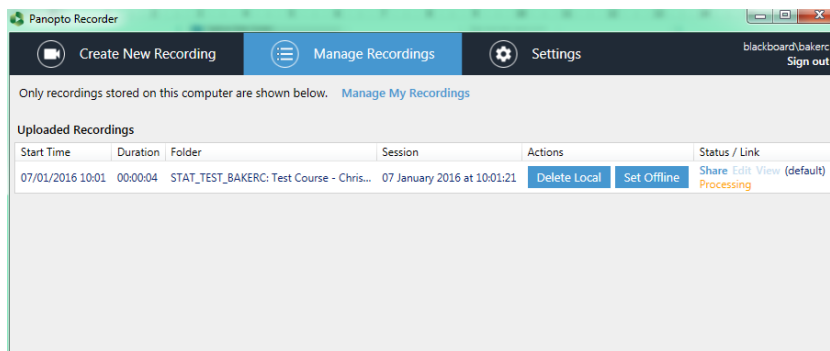 Panopto Recorder
Create New Recording
Manage Recordings
Settings
blackboard\bakerc
Sign out
Only recordings stored on this computer are shown below. Manage My Recordings
Uploaded Recordings
Start Time Duration Folder Session Actions Status / Link
07/01/2016 10:01 00:00:04 STAT_TEST_BAKERC: Test Course - Chris... 07 January 2016 at 10:01:21 Delete Local Set Offline Share Edit View (default)
Processing